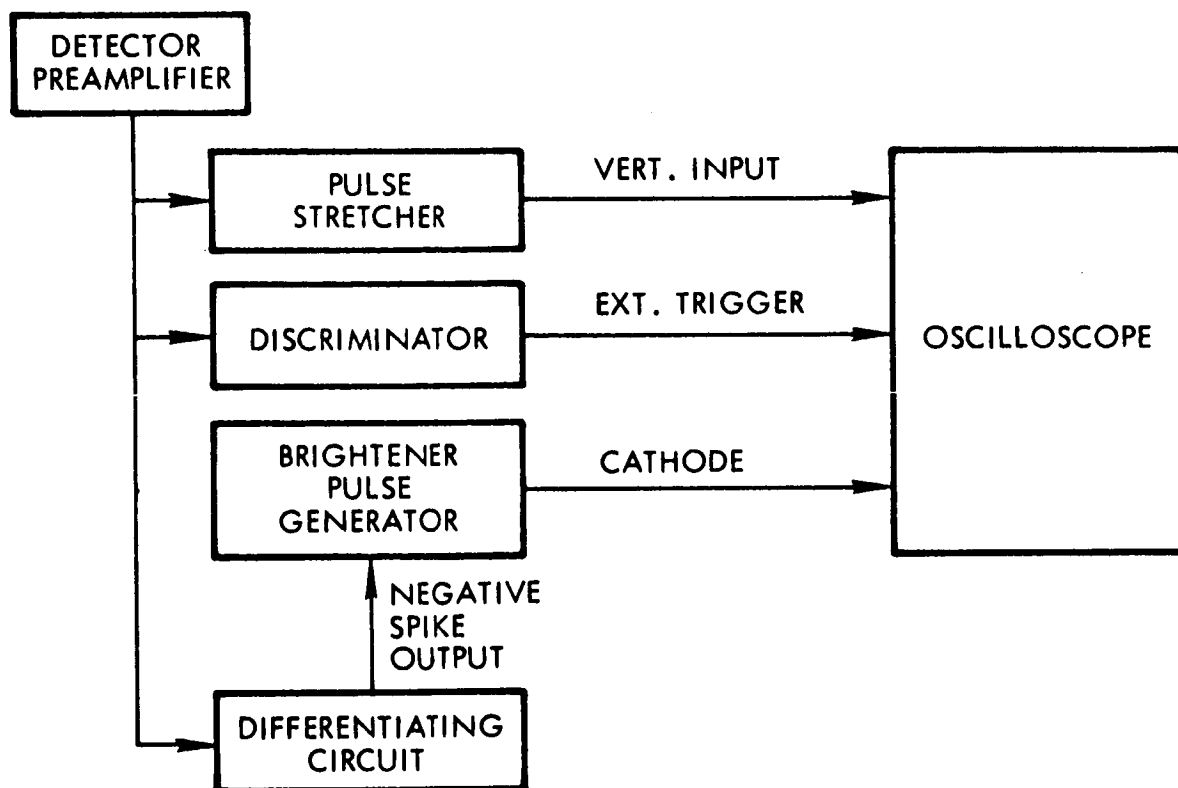 DETECTOR
PREAMPLIFIER
PULSE
STRETCHER
VERT. INPUT
DISCRIMINATOR
EXT. TRIGGER
OSCILLOSCOPE
BRIGHTENER
PULSE
GENERATOR
CATHODE
NEGATIVE
SPIKE
OUTPUT
DIFFERENTIATING
CIRCUIT